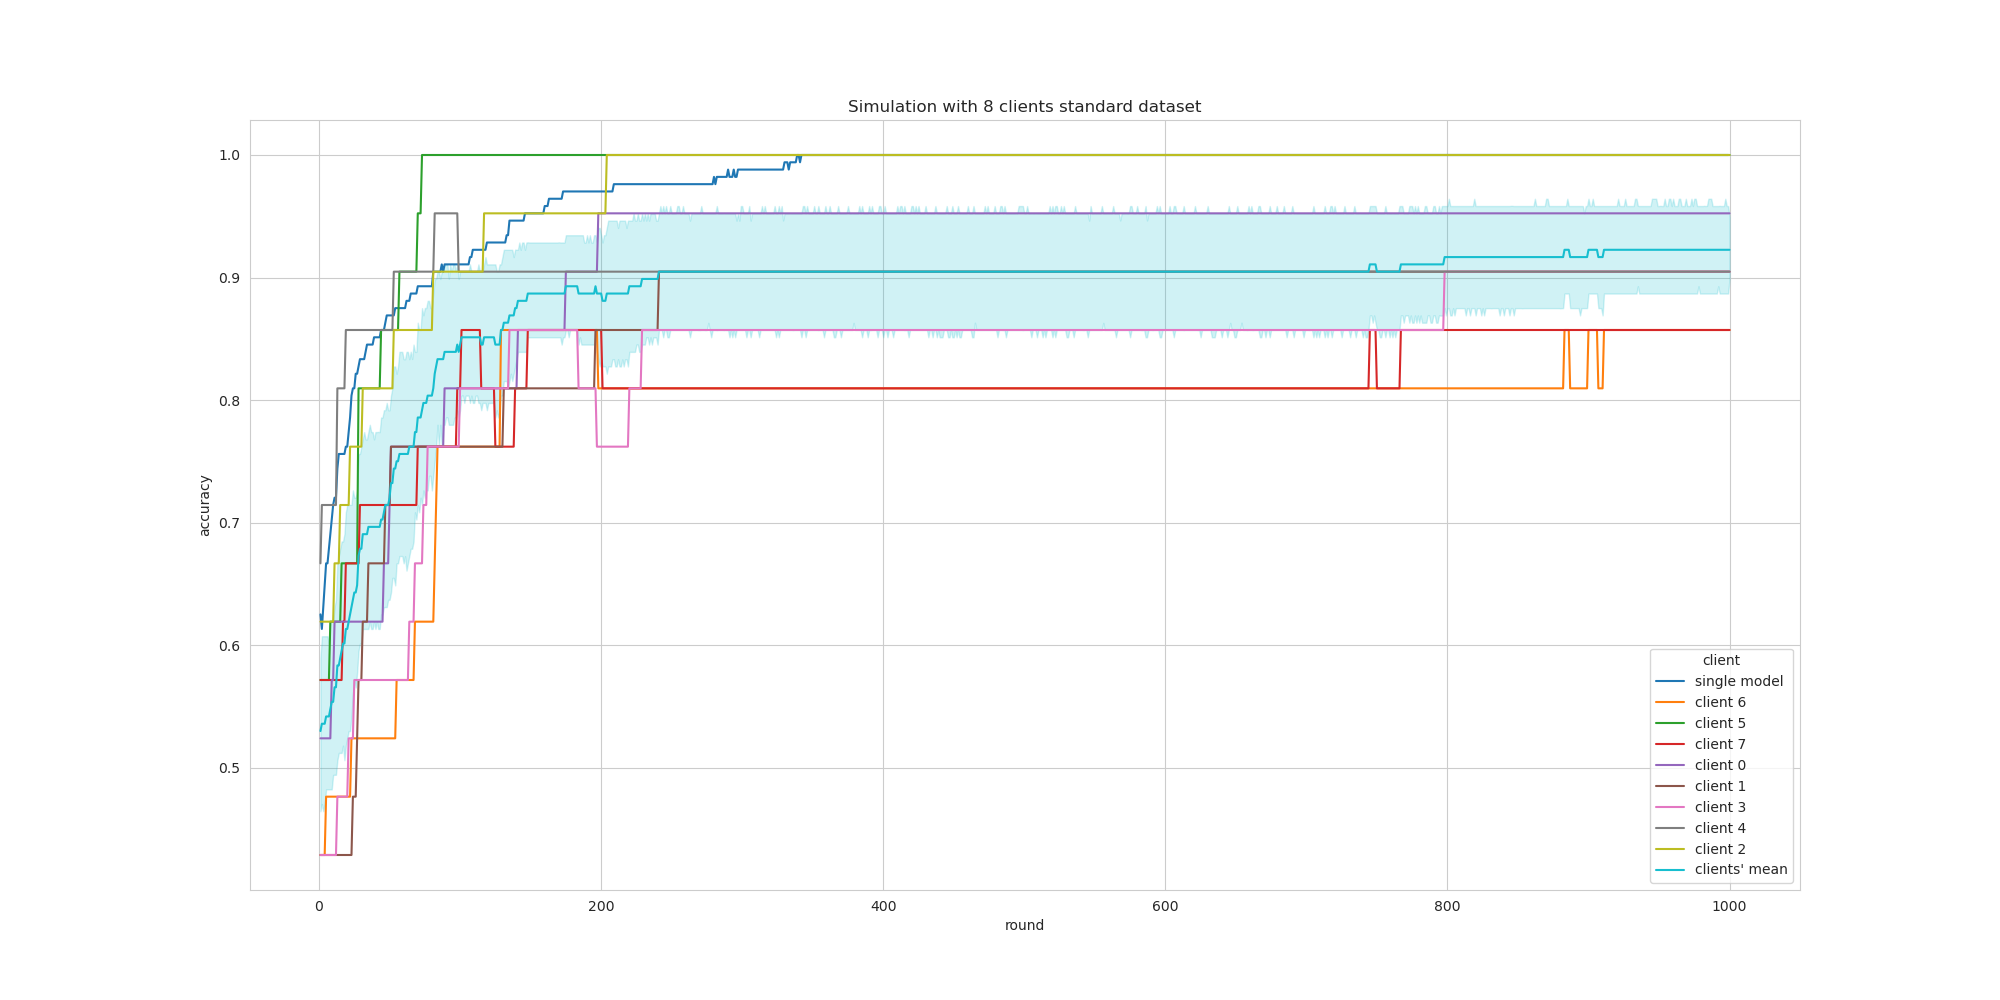 Simulation with 8 clients standard dataset
accuracy
1.0
0.9
0.8
0.7
0.6
0.5
0
200
400
600
800
1000
round
client
single model
client 6
client 5
client 7
client 0
client 1
client 3
client 4
client 2
clients' mean